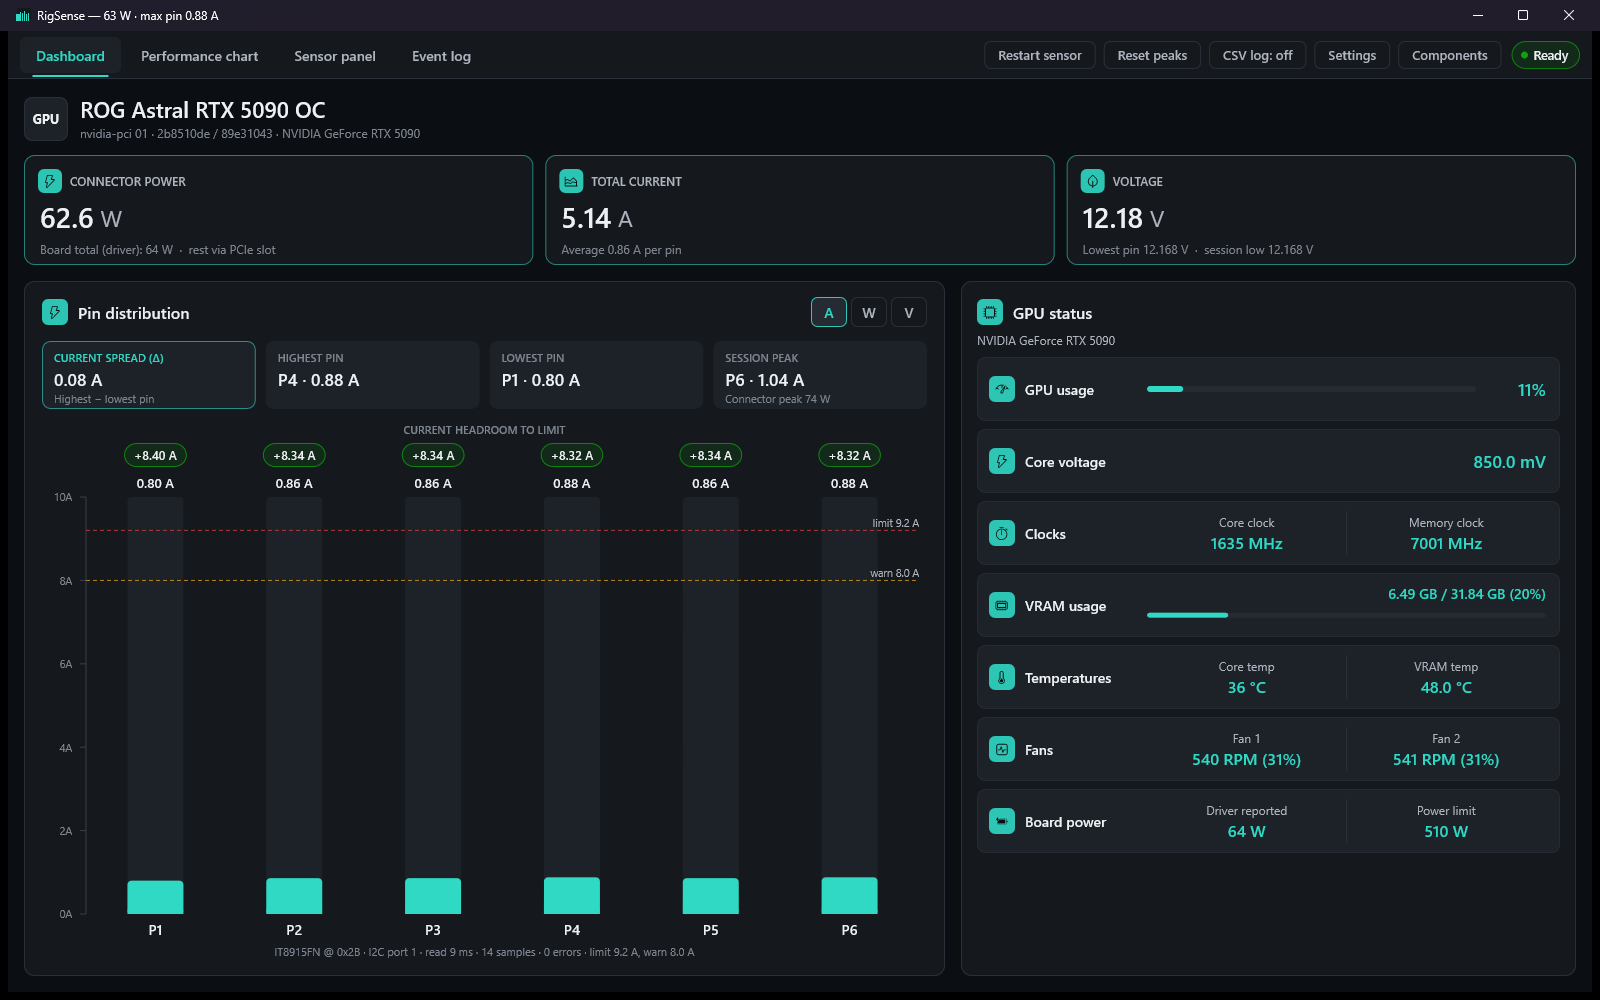 RigSense — 63 W · max pin 0.88 A
Dashboard Performance chart Sensor panel Event log Restart sensor Reset peaks CSV log: off Settings Components Ready
GPU
ROG Astral RTX 5090 OC
nvidia-pci 01 · 2b8510de / 89e31043 · NVIDIA GeForce RTX 5090
CONNECTOR POWER
62.6 W
Board total (driver): 64 W · rest via PCIe slot
TOTAL CURRENT
5.14 A
Average 0.86 A per pin
VOLTAGE
12.18 V
Lowest pin 12.168 V · session low 12.168 V
Pin distribution
A W V
CURRENT SPREAD (Δ)
0.08 A
Highest − lowest pin
HIGHEST PIN
P4 · 0.88 A
LOWEST PIN
P1 · 0.80 A
SESSION PEAK
P6 · 1.04 A
Connector peak 74 W
CURRENT HEADROOM TO LIMIT
+8.40 A +8.34 A +8.34 A +8.32 A +8.34 A +8.32 A
0.80 A 0.86 A 0.86 A 0.88 A 0.86 A 0.88 A
10A
limit 9.2 A
warn 8.0 A
8A
6A
4A
2A
0A
P1 P2 P3 P4 P5 P6
IT8915FN @ 0x2B · I2C port 1 · read 9 ms · 14 samples · 0 errors · limit 9.2 A, warn 8.0 A
GPU status
NVIDIA GeForce RTX 5090
GPU usage 11%
Core voltage 850.0 mV
Clocks
Core clock
1635 MHz
Memory clock
7001 MHz
VRAM usage
6.49 GB / 31.84 GB (20%)
Temperatures
Core temp
36 °C
VRAM temp
48.0 °C
Fans
Fan 1
540 RPM (31%)
Fan 2
541 RPM (31%)
Board power
Driver reported
64 W
Power limit
510 W